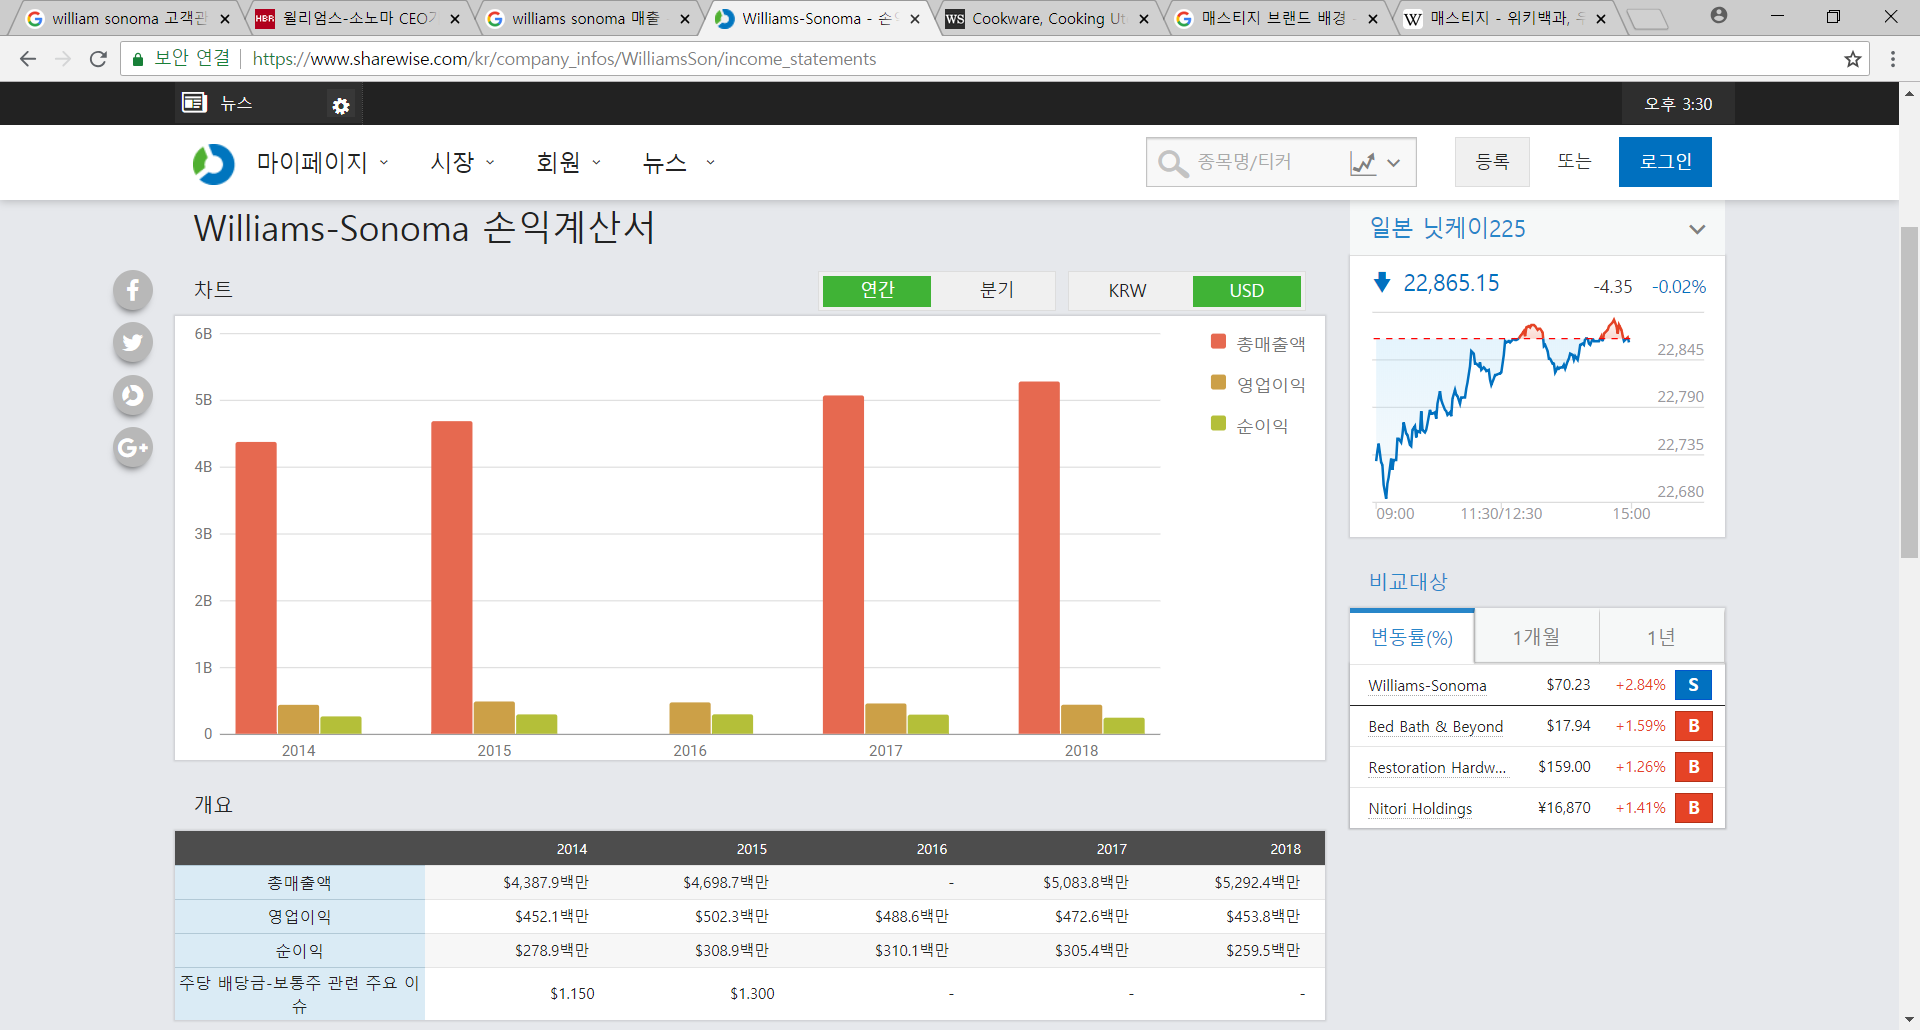 william sonoma 고객관
HBR 윌리엄스-소노마 CEO가
williams sonoma 매출
Williams-Sonoma - 손익
WS Cookware, Cooking Ute
매스티지 브랜드 배경
W 매스티지 - 위키백과, 우
보안 연결 https://www.sharewise.com/kr/company_infos/WilliamsSon/income_statements
뉴스
오후 3:30
마이페이지 시장 회원 뉴스
종목명/티커
등록 또는 로그인
Williams-Sonoma 손익계산서
차트
연간 분기 KRW USD
6B
5B
4B
3B
2B
1B
0
2014 2015 2016 2017 2018
총매출액
영업이익
순이익
개요
2014 2015 2016 2017 2018
총매출액 $4,387.9백만 $4,698.7백만 - $5,083.8백만 $5,292.4백만
영업이익 $452.1백만 $502.3백만 $488.6백만 $472.6백만 $453.8백만
순이익 $278.9백만 $308.9백만 $310.1백만 $305.4백만 $259.5백만
주당 배당금-보통주 관련 주요 이
슈 $1.150 $1.300 - - -
일본 닛케이225
22,865.15 -4.35 -0.02%
22,845
22,790
22,735
22,680
09:00 11:30/12:30 15:00
비교대상
변동률(%) 1개월 1년
Williams-Sonoma $70.23 +2.84% S
Bed Bath & Beyond $17.94 +1.59% B
Restoration Hardw... $159.00 +1.26% B
Nitori Holdings ¥16,870 +1.41% B
f
G+